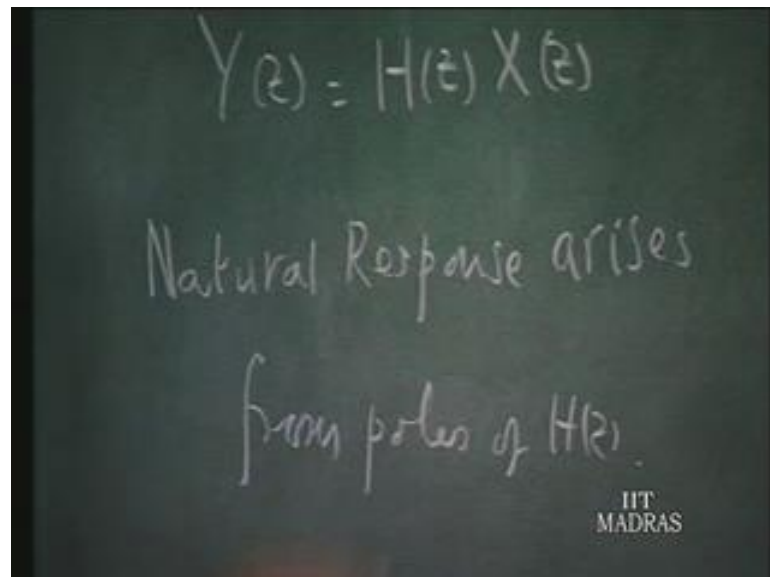 Y(z) = H(z) X(z)
Natural Response arises
from poles of H(z).
IIT
MADRAS